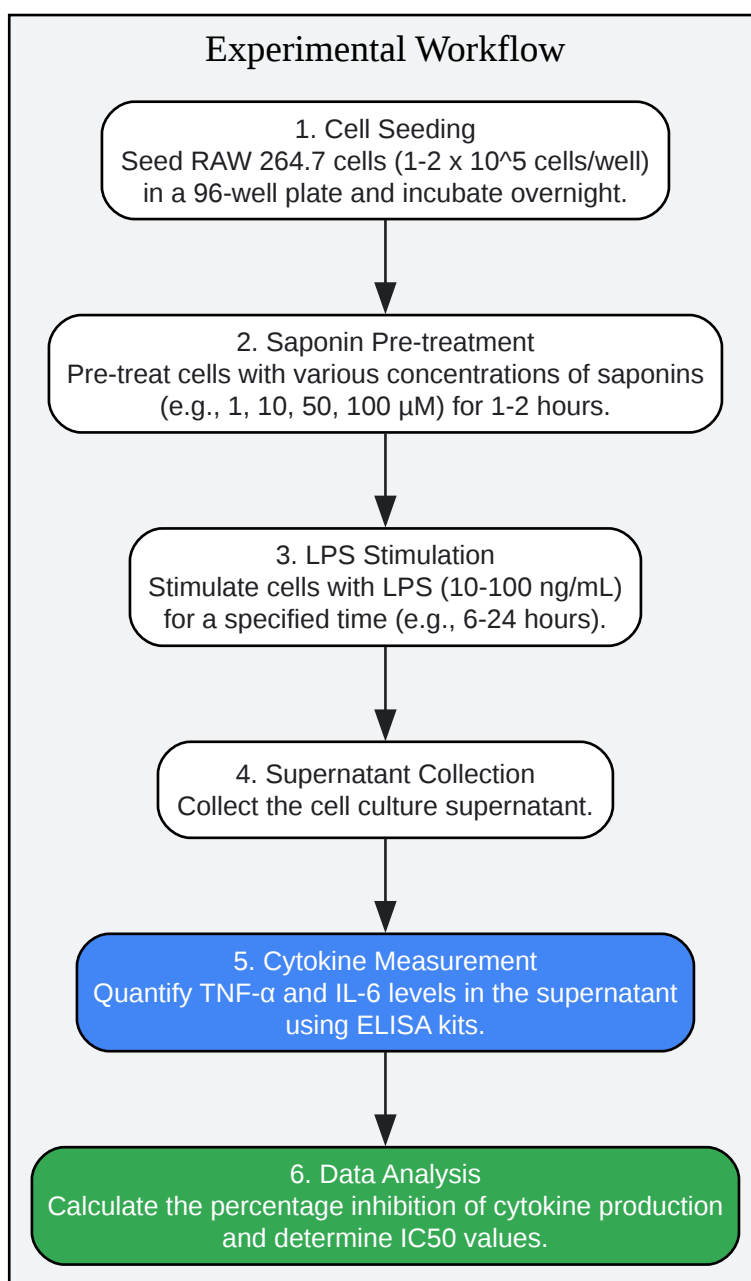 Experimental Workflow
1. Cell Seeding
Seed RAW 264.7 cells (1-2 x 10^5 cells/well)
in a 96-well plate and incubate overnight.
2. Saponin Pre-treatment
Pre-treat cells with various concentrations of saponins
(e.g., 1, 10, 50, 100 µM) for 1-2 hours.
3. LPS Stimulation
Stimulate cells with LPS (10-100 ng/mL)
for a specified time (e.g., 6-24 hours).
4. Supernatant Collection
Collect the cell culture supernatant.
5. Cytokine Measurement
Quantify TNF-α and IL-6 levels in the supernatant
using ELISA kits.
6. Data Analysis
Calculate the percentage inhibition of cytokine production
and determine IC50 values.